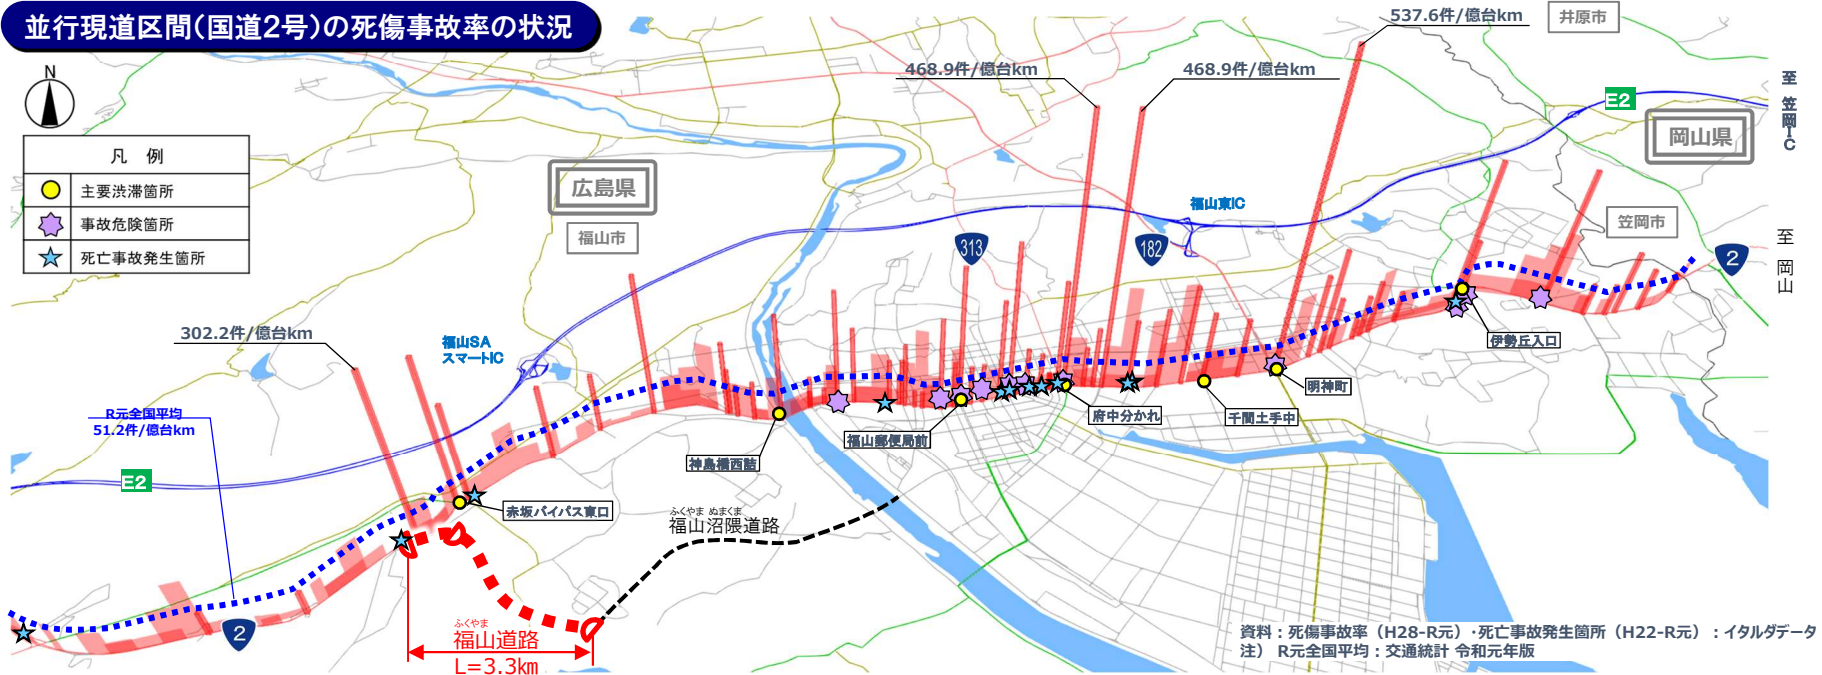 並行現道区間(国道2号)の死傷事故率の状況
N
凡 例
主要渋滞箇所
事故危険箇所
死亡事故発生箇所
537.6件/億台km
井原市
468.9件/億台km
468.9件/億台km
E2
至 笠岡IC
岡山県
広島県
福山市
福山東IC
笠岡市
313
182
2
至 岡山
302.2件/億台km
福山SA
スマートIC
伊勢丘入口
明神町
R元全国平均
51.2件/億台km
府中分かれ
千間土手中
福山郵便局前
神島橋西詰
E2
赤坂バイパス東口
ふくやま ぬまくま
福山沼隈道路
2
ふくやま
福山道路
L=3.3km
資料:死傷事故率(H28-R元)・死亡事故発生箇所(H22-R元):イタルダデータ
注) R元全国平均:交通統計 令和元年版